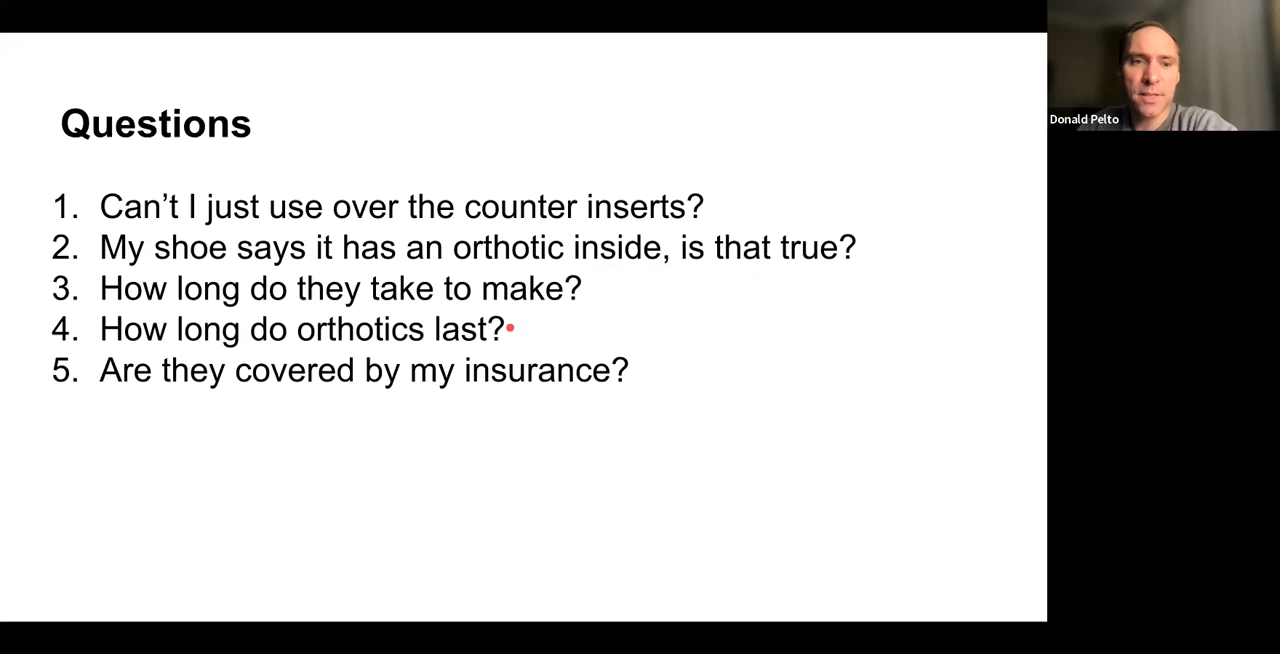 Questions
1. Can’t I just use over the counter inserts?
2. My shoe says it has an orthotic inside, is that true?
3. How long do they take to make?
4. How long do orthotics last?
5. Are they covered by my insurance?
Donald Pelto